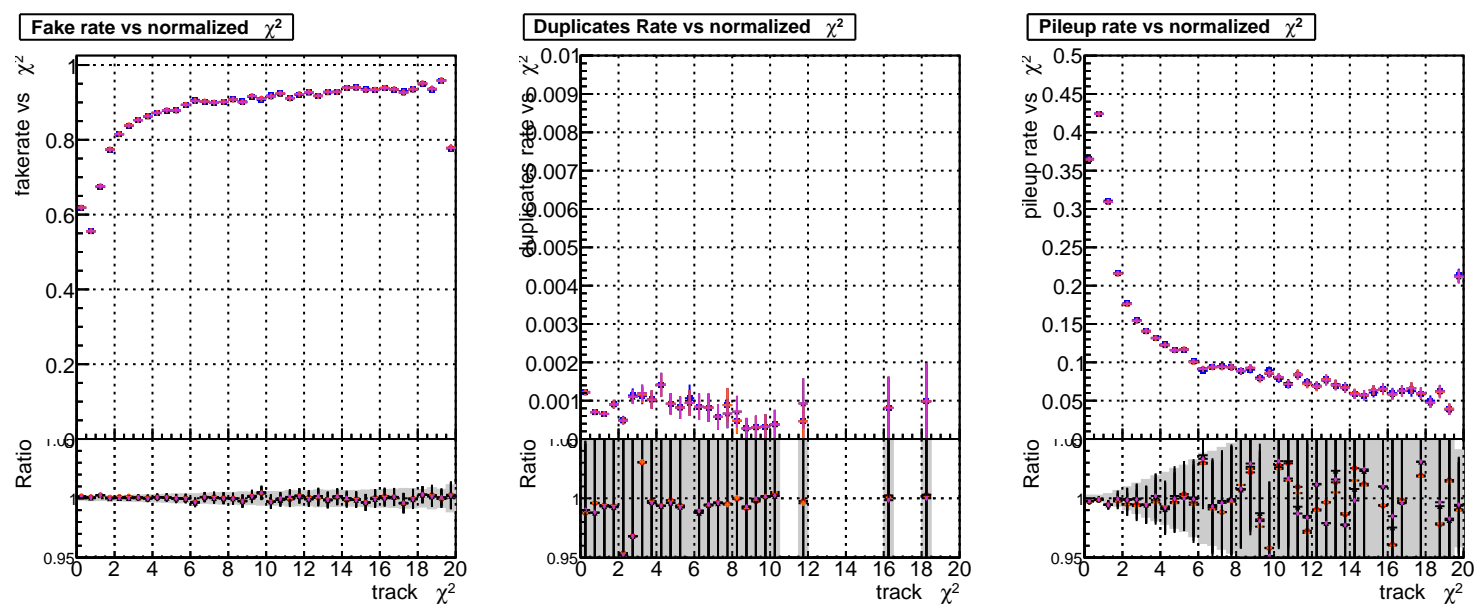 Fake rate vs normalized χ²
fakerate vs χ²
1
0.8
0.6
0.4
0.2
Ratio
1
0.95
0 2 4 6 8 10 12 14 16 18 20
track χ²
Duplicates Rate vs normalized χ²
duplicates rate vs χ²
0.01
0.009
0.008
0.007
0.006
0.005
0.004
0.003
0.002
0.001
Ratio
1
0.95
0 2 4 6 8 10 12 14 16 18 20
track χ²
Pileup rate vs normalized χ²
pileup rate vs χ²
0.5
0.45
0.4
0.35
0.3
0.25
0.2
0.15
0.1
0.05
Ratio
1
0.95
0 2 4 6 8 10 12 14 16 18 20
track χ²